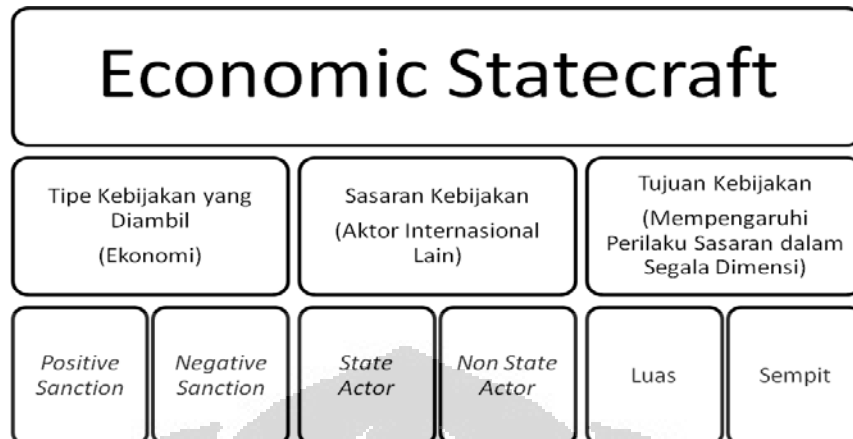 Economic Statecraft
Tipe Kebijakan yang
Diambil
(Ekonomi)
Sasaran Kebijakan
(Aktor Internasional
Lain)
Tujuan Kebijakan
(Mempengaruhi
Perilaku Sasaran dalam
Segala Dimensi)
Positive
Sanction
Negative
Sanction
State
Actor
Non State
Actor
Luas
Sempit